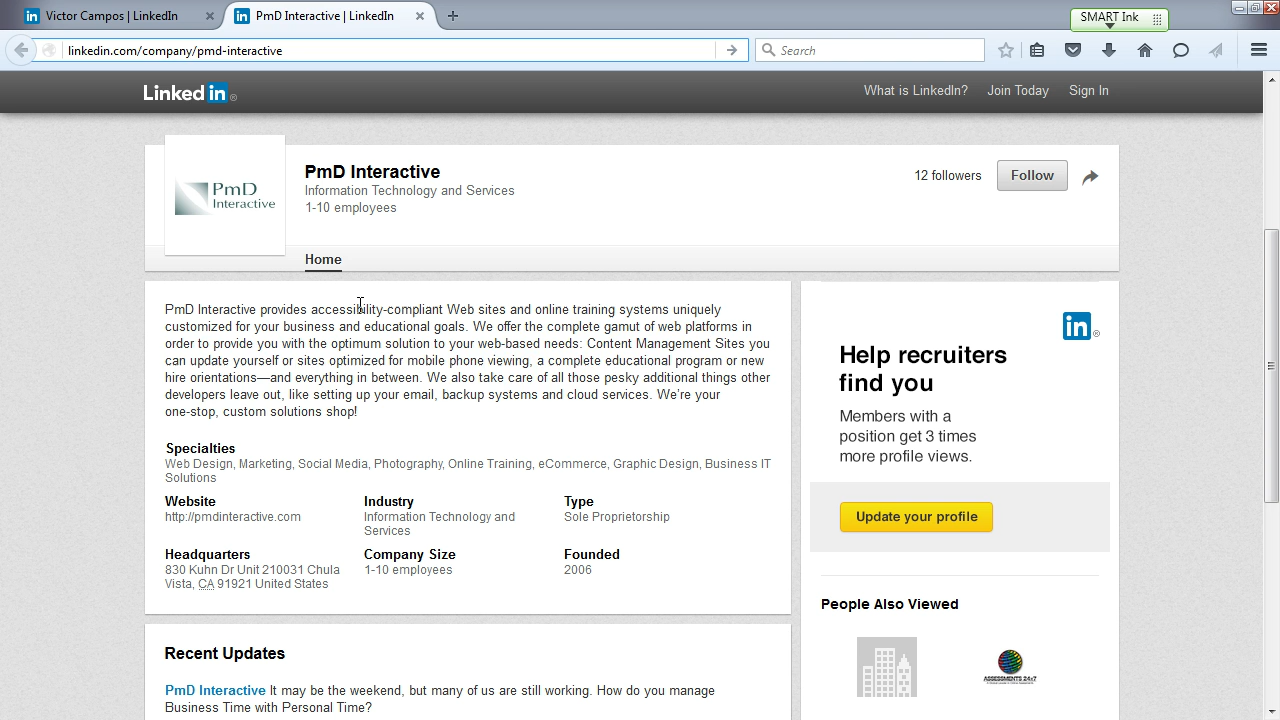 Victor Campos | LinkedIn
PmD Interactive | LinkedIn
SMART Ink
linkedin.com/company/pmd-interactive
Search
Linked in ®
What is LinkedIn?
Join Today
Sign In
PmD Interactive
PmD Interactive
Information Technology and Services
1-10 employees
12 followers
Follow
Home
PmD Interactive provides accessibility-compliant Web sites and online training systems uniquely
customized for your business and educational goals. We offer the complete gamut of web platforms in
order to provide you with the optimum solution to your web-based needs: Content Management Sites you
can update yourself or sites optimized for mobile phone viewing, a complete educational program or new
hire orientations—and everything in between. We also take care of all those pesky additional things other
developers leave out, like setting up your email, backup systems and cloud services. We're your
one-stop, custom solutions shop!
Specialties
Web Design, Marketing, Social Media, Photography, Online Training, eCommerce, Graphic Design, Business IT
Solutions
Website
http://pmdinteractive.com
Industry
Information Technology and
Services
Type
Sole Proprietorship
Headquarters
830 Kuhn Dr Unit 210031 Chula
Vista, CA 91921 United States
Company Size
1-10 employees
Founded
2006
in ®
Help recruiters
find you
Members with a
position get 3 times
more profile views.
Update your profile
People Also Viewed
ASSESSMENTS 24x7
Recent Updates
PmD Interactive It may be the weekend, but many of us are still working. How do you manage
Business Time with Personal Time?